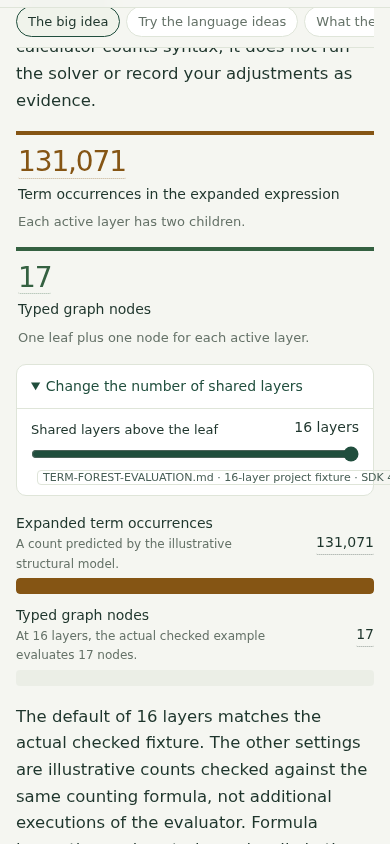 The big idea
Try the language ideas
What the
calculator counts syntax; it does not run
the solver or record your adjustments as
evidence.
131,071
Term occurrences in the expanded expression
Each active layer has two children.
17
Typed graph nodes
One leaf plus one node for each active layer.
▼ Change the number of shared layers
Shared layers above the leaf
16 layers
TERM-FOREST-EVALUATION.md · 16-layer project fixture · SDK 4
Expanded term occurrences
A count predicted by the illustrative
structural model.
131,071
Typed graph nodes
At 16 layers, the actual checked example
evaluates 17 nodes.
17
The default of 16 layers matches the
actual checked fixture. The other settings
are illustrative counts checked against the
same counting formula, not additional
executions of the evaluator. Formula